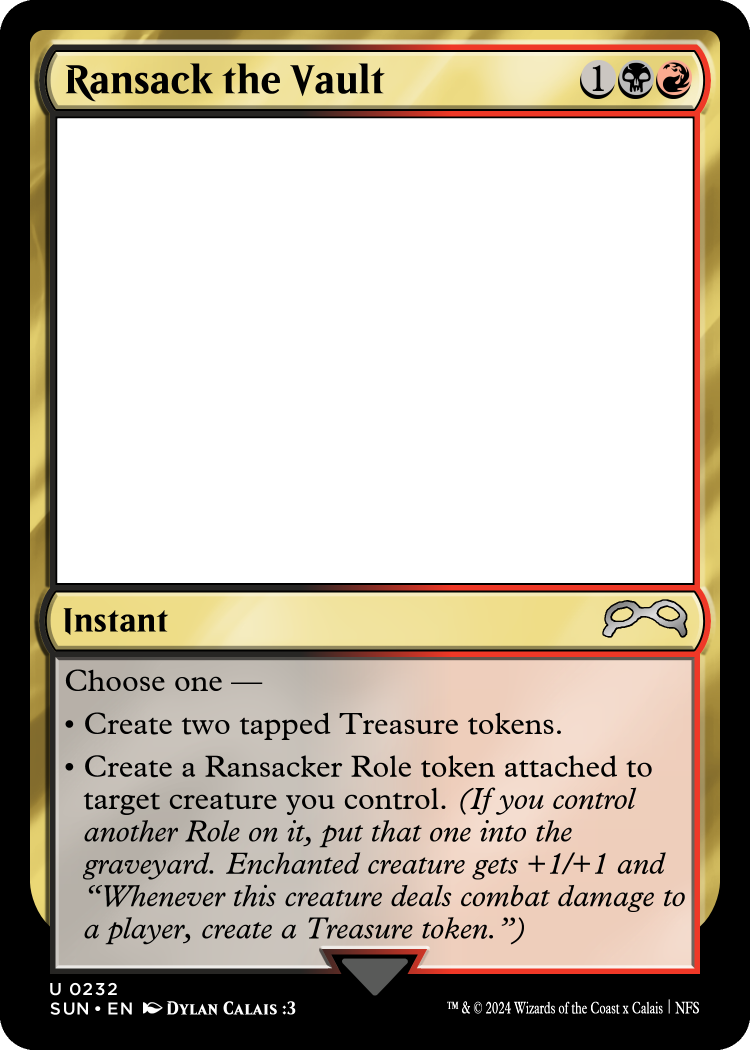 Ransack the Vault 1
Instant
Choose one —
• Create two tapped Treasure tokens.
• Create a Ransacker Role token attached to
target creature you control. (If you control
another Role on it, put that one into the
graveyard. Enchanted creature gets +1/+1 and
“Whenever this creature deals combat damage to
a player, create a Treasure token.”)
U 0232
SUN • EN DYLAN CALAIS :3
™ & © 2024 Wizards of the Coast x Calais | NFS